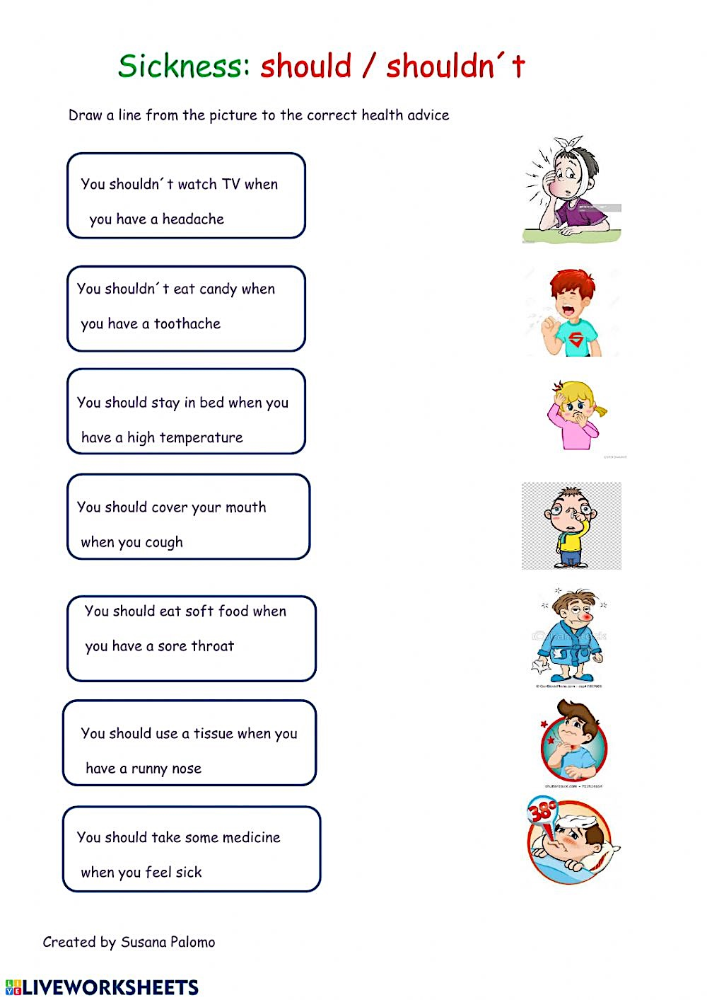 Sickness: should / shouldn´t
Draw a line from the picture to the correct health advice
You shouldn´t watch TV when
you have a headache
You shouldn´t eat candy when
you have a toothache
You should stay in bed when you
have a high temperature
You should cover your mouth
when you cough
You should eat soft food when
you have a sore throat
You should use a tissue when you
have a runny nose
You should take some medicine
when you feel sick
38º
Created by Susana Palomo
LIVEWORKSHEETS